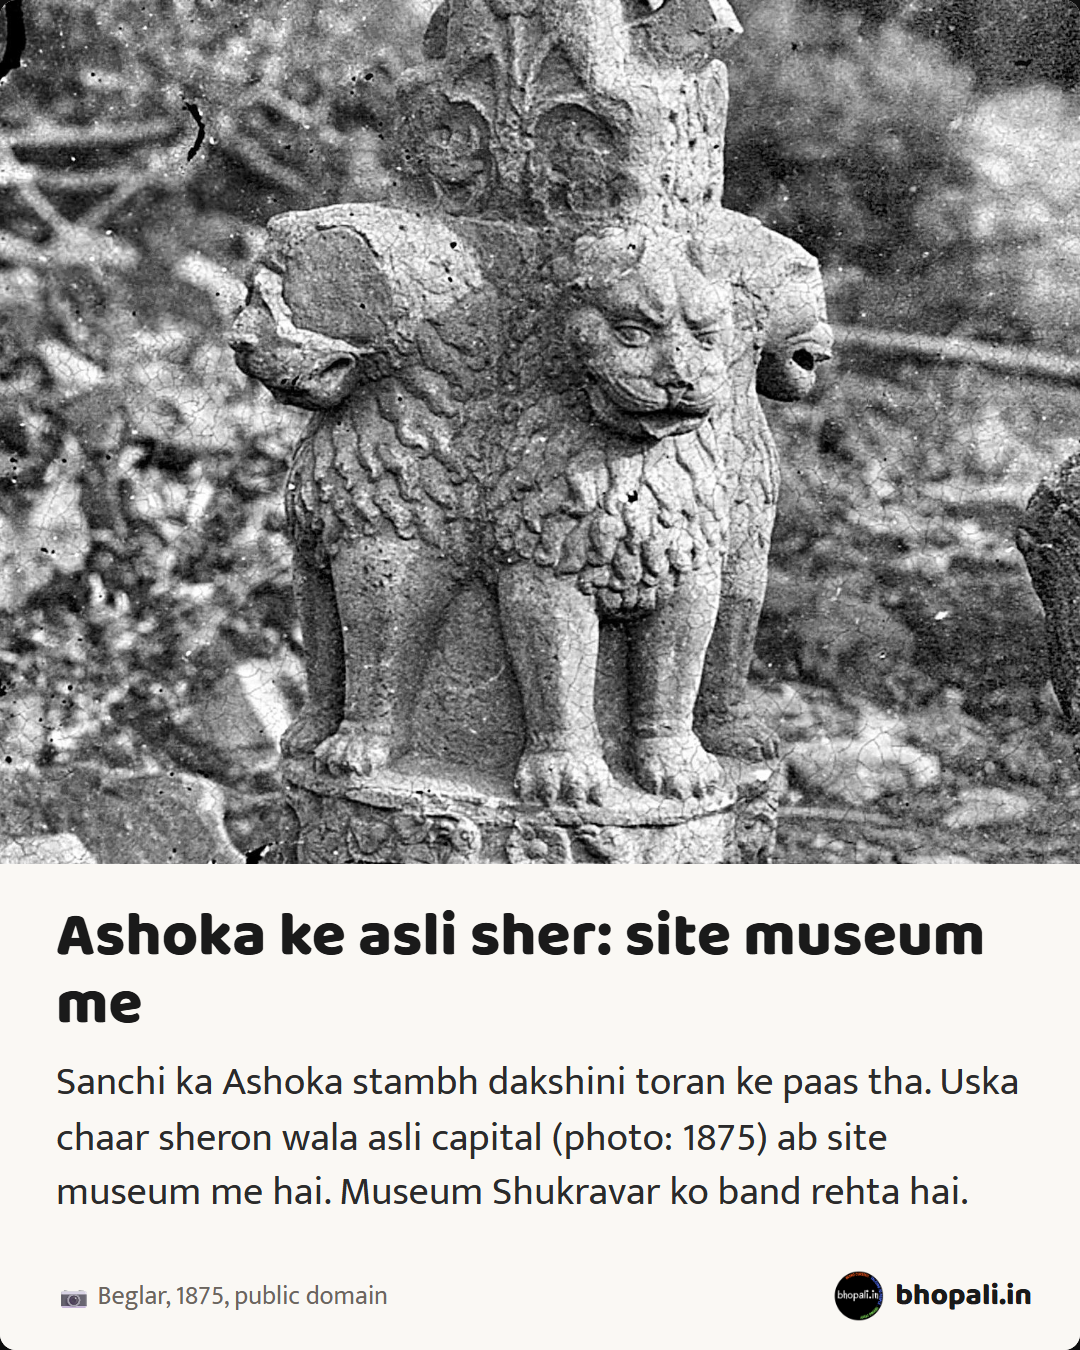 Ashoka ke asli sher: site museum
me
Sanchi ka Ashoka stambh dakshini toran ke paas tha. Uska
chaar sheron wala asli capital (photo: 1875) ab site
museum me hai. Museum Shukravar ko band rehta hai.
Beglar, 1875, public domain
bhopali.in
bhopali.in